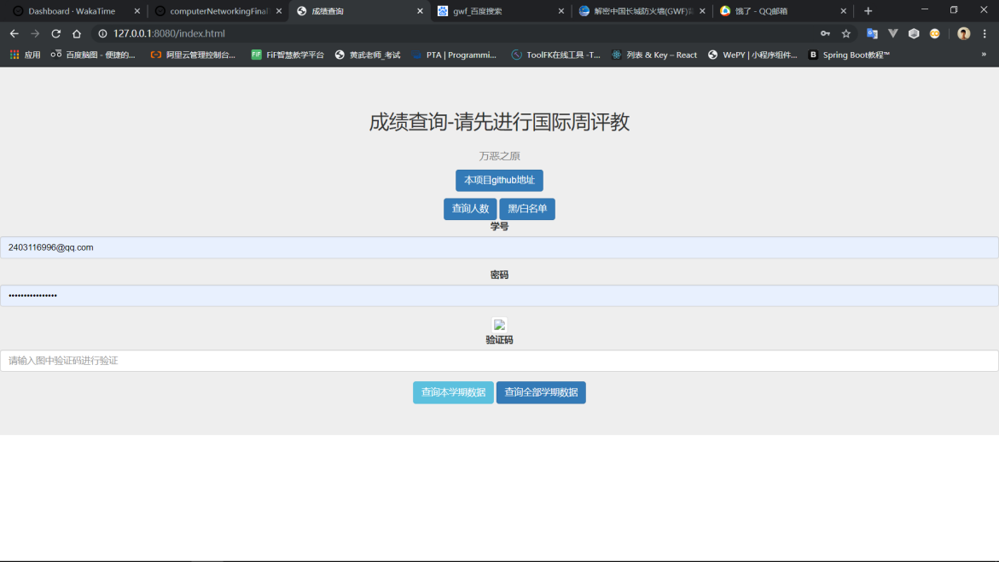 Dashboard · WakaTime
computerNetworkingFinal
成绩查询
gwf_百度搜索
解密中国长城防火墙(GWF)
饿了 - QQ邮箱
127.0.0.1:8080/index.html
应用
百度脑图 - 便捷的...
阿里云管理控制台...
FiF智慧教学平台
黄武老师_考试
PTA | Programmi...
ToolFK在线工具 -T...
列表 & Key – React
WePY | 小程序组件...
Spring Boot教程™
»
成绩查询-请先进行国际周评教
万恶之原
本项目github地址
查询人数 黑/白名单
学号
2403116996@qq.com
密码
••••••••••••••••
验证码
请输入图中验证码进行验证
查询本学期数据 查询全部学期数据